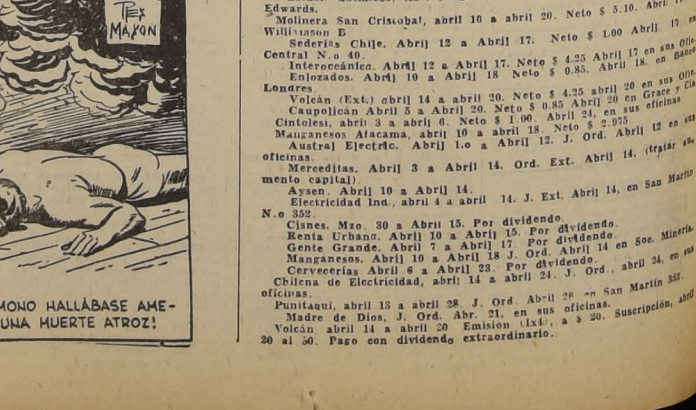 REX
MAXON
MONO HALLÁBASE AME-
UNA MUERTE ATROZ!
Edwards.
Molinera San Cristobal, abril 10 a abril 20. Neto $ 5.10. Abril
Williamson B
Sederías Chile. Abril 12 a Abril 17. Neto $ 1.00 Abril 17 en
Central N.o 40.
Interoceánica. Abril 12 a Abril 17. Neto $ 4.25 Abril 17 en sus
Enlozados. Abril 10 a Abril 18 Neto $ 0.85. Abril 18. en
Londres.
Volcán (Ext.) abril 14 a abril 20. Neto $ 4.25 abril 20 en sus
Caupolicán Abril 5 a Abril 20. Neto $ 0.85 Abril 20 en Grace y Cía
Cintolesi, abril 3 a abril 6. Neto $ 1.00. Abril 24, en sus oficinas
Manganesos Atacama, abril 10 a abril 18. Neto $ 2.975.
Austral Electric. Abril 1.o a Abril 12. J. Ord. Abril 12 en sus
oficinas.
Merceditas. Abril 3 a Abril 14. Ord. Ext. Abril 14. (tratar
mento capital).
Aysen. Abril 10 a Abril 14.
Electricidad Ind., abril 4 a abril 14. J. Ext. Abril 14, en San Martín
N.o 352.
Cisnes. Mzo. 30 a Abril 15. Por dividendo.
Renta Urbana. Abril 10 a Abril 15. Por dividendo.
Gente Grande. Abril 7 a Abril 17. Por dividendo.
Manganesos. Abril 10 a Abril 18 J. Ord. Abril 14 en Soc. Minería.
Cervecerías Abril 6 a Abril 23. Por dividendo.
Chilena de Electricidad, abril 14 a abril 24. J. Ord., abril 24, en sus
oficinas.
Punitaqui, abril 13 a abril 28. J. Ord. Abril 28 en San Martín 352.
Madre de Dios, J. Ord. Abr. 21, en sus oficinas.
Volcán abril 14 a abril 20 Emision (1x4), a $ 20. Suscripción, abril
20 al 30. Pago con dividendo extraordinario.